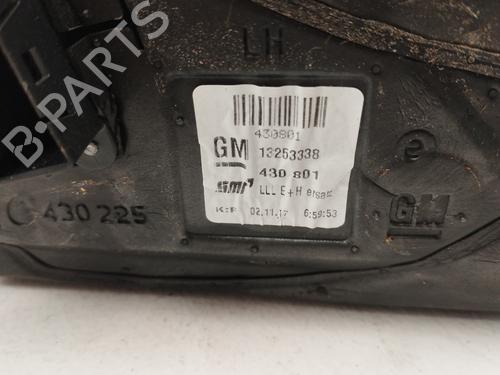 LH
430801
GM 13253338
430 801
smr LLL E+H ersatz
K:P 02.11.17 6:59:53
e
430 225
GM
B-PARTS